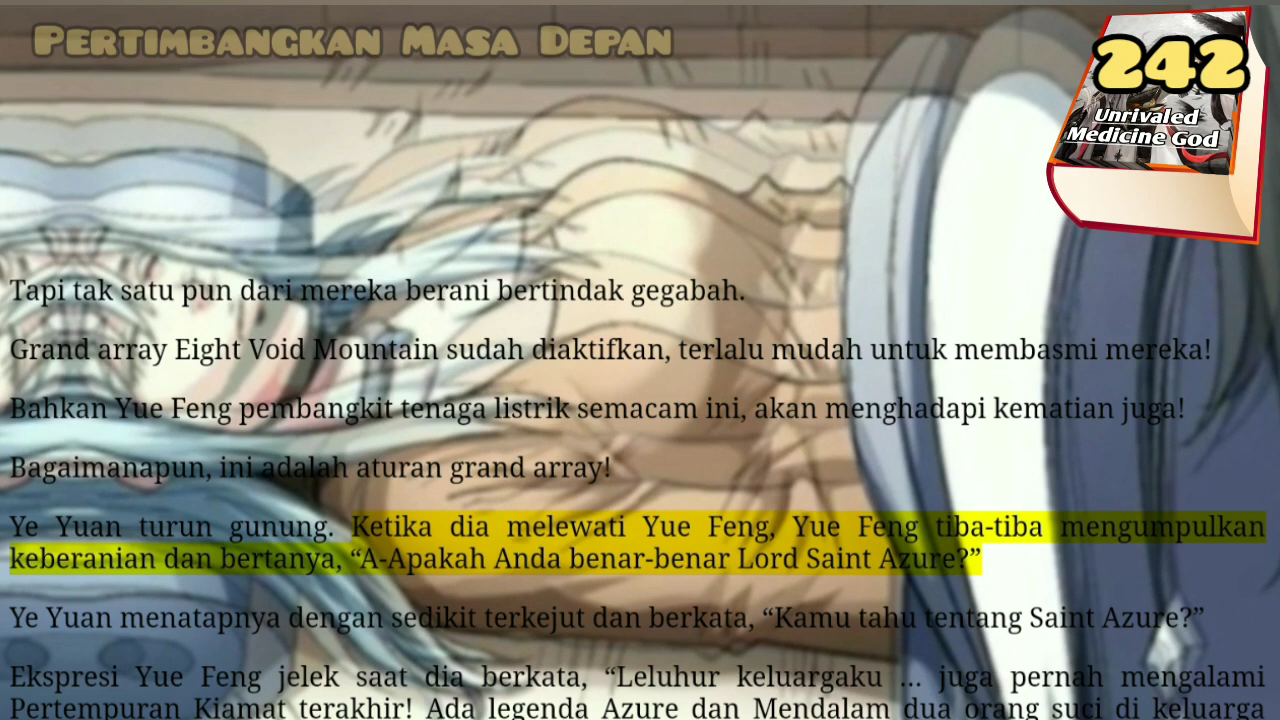 Pertimbangkan Masa Depan
242
Unrivaled
Medicine God
Tapi tak satu pun dari mereka berani bertindak gegabah.
Grand array Eight Void Mountain sudah diaktifkan, terlalu mudah untuk membasmi mereka!
Bahkan Yue Feng pembangkit tenaga listrik semacam ini, akan menghadapi kematian juga!
Bagaimanapun, ini adalah aturan grand array!
Ye Yuan turun gunung. Ketika dia melewati Yue Feng, Yue Feng tiba-tiba mengumpulkan
keberanian dan bertanya, “A-Apakah Anda benar-benar Lord Saint Azure?”
Ye Yuan menatapnya dengan sedikit terkejut dan berkata, “Kamu tahu tentang Saint Azure?”
Ekspresi Yue Feng jelek saat dia berkata, “Leluhur keluargaku … juga pernah mengalami
Pertempuran Kiamat terakhir! Ada legenda Azure dan Mendalam dua orang suci di keluarga